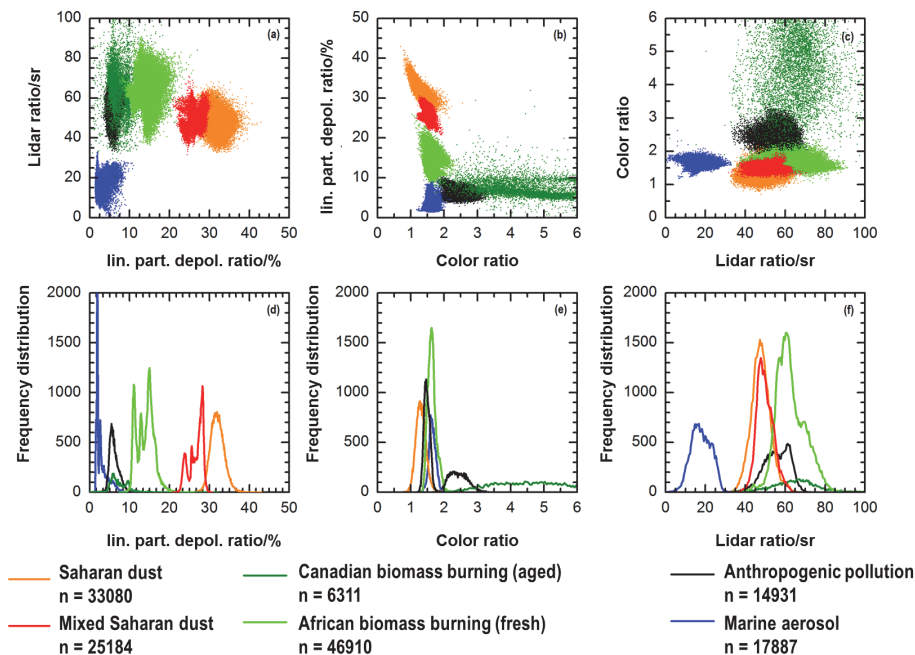 (a)
100
80
60
40
20
0
Lidar ratio/sr
0 10 20 30 40 50
lin. part. depol. ratio/%
(b)
50
40
30
20
10
0
lin. part. depol. ratio/%
0 1 2 3 4 5 6
Color ratio
(c)
6
5
4
3
2
1
0
Color ratio
0 20 40 60 80 100
Lidar ratio/sr
(d)
2000
1500
1000
500
0
Frequency distribution
0 10 20 30 40 50
lin. part. depol. ratio/%
(e)
2000
1500
1000
500
0
Frequency distribution
0 1 2 3 4 5 6
Color ratio
(f)
2000
1500
1000
500
0
Frequency distribution
0 20 40 60 80 100
Lidar ratio/sr
Saharan dust
n = 33080
Mixed Saharan dust
n = 25184
Canadian biomass burning (aged)
n = 6311
African biomass burning (fresh)
n = 46910
Anthropogenic pollution
n = 14931
Marine aerosol
n = 17887